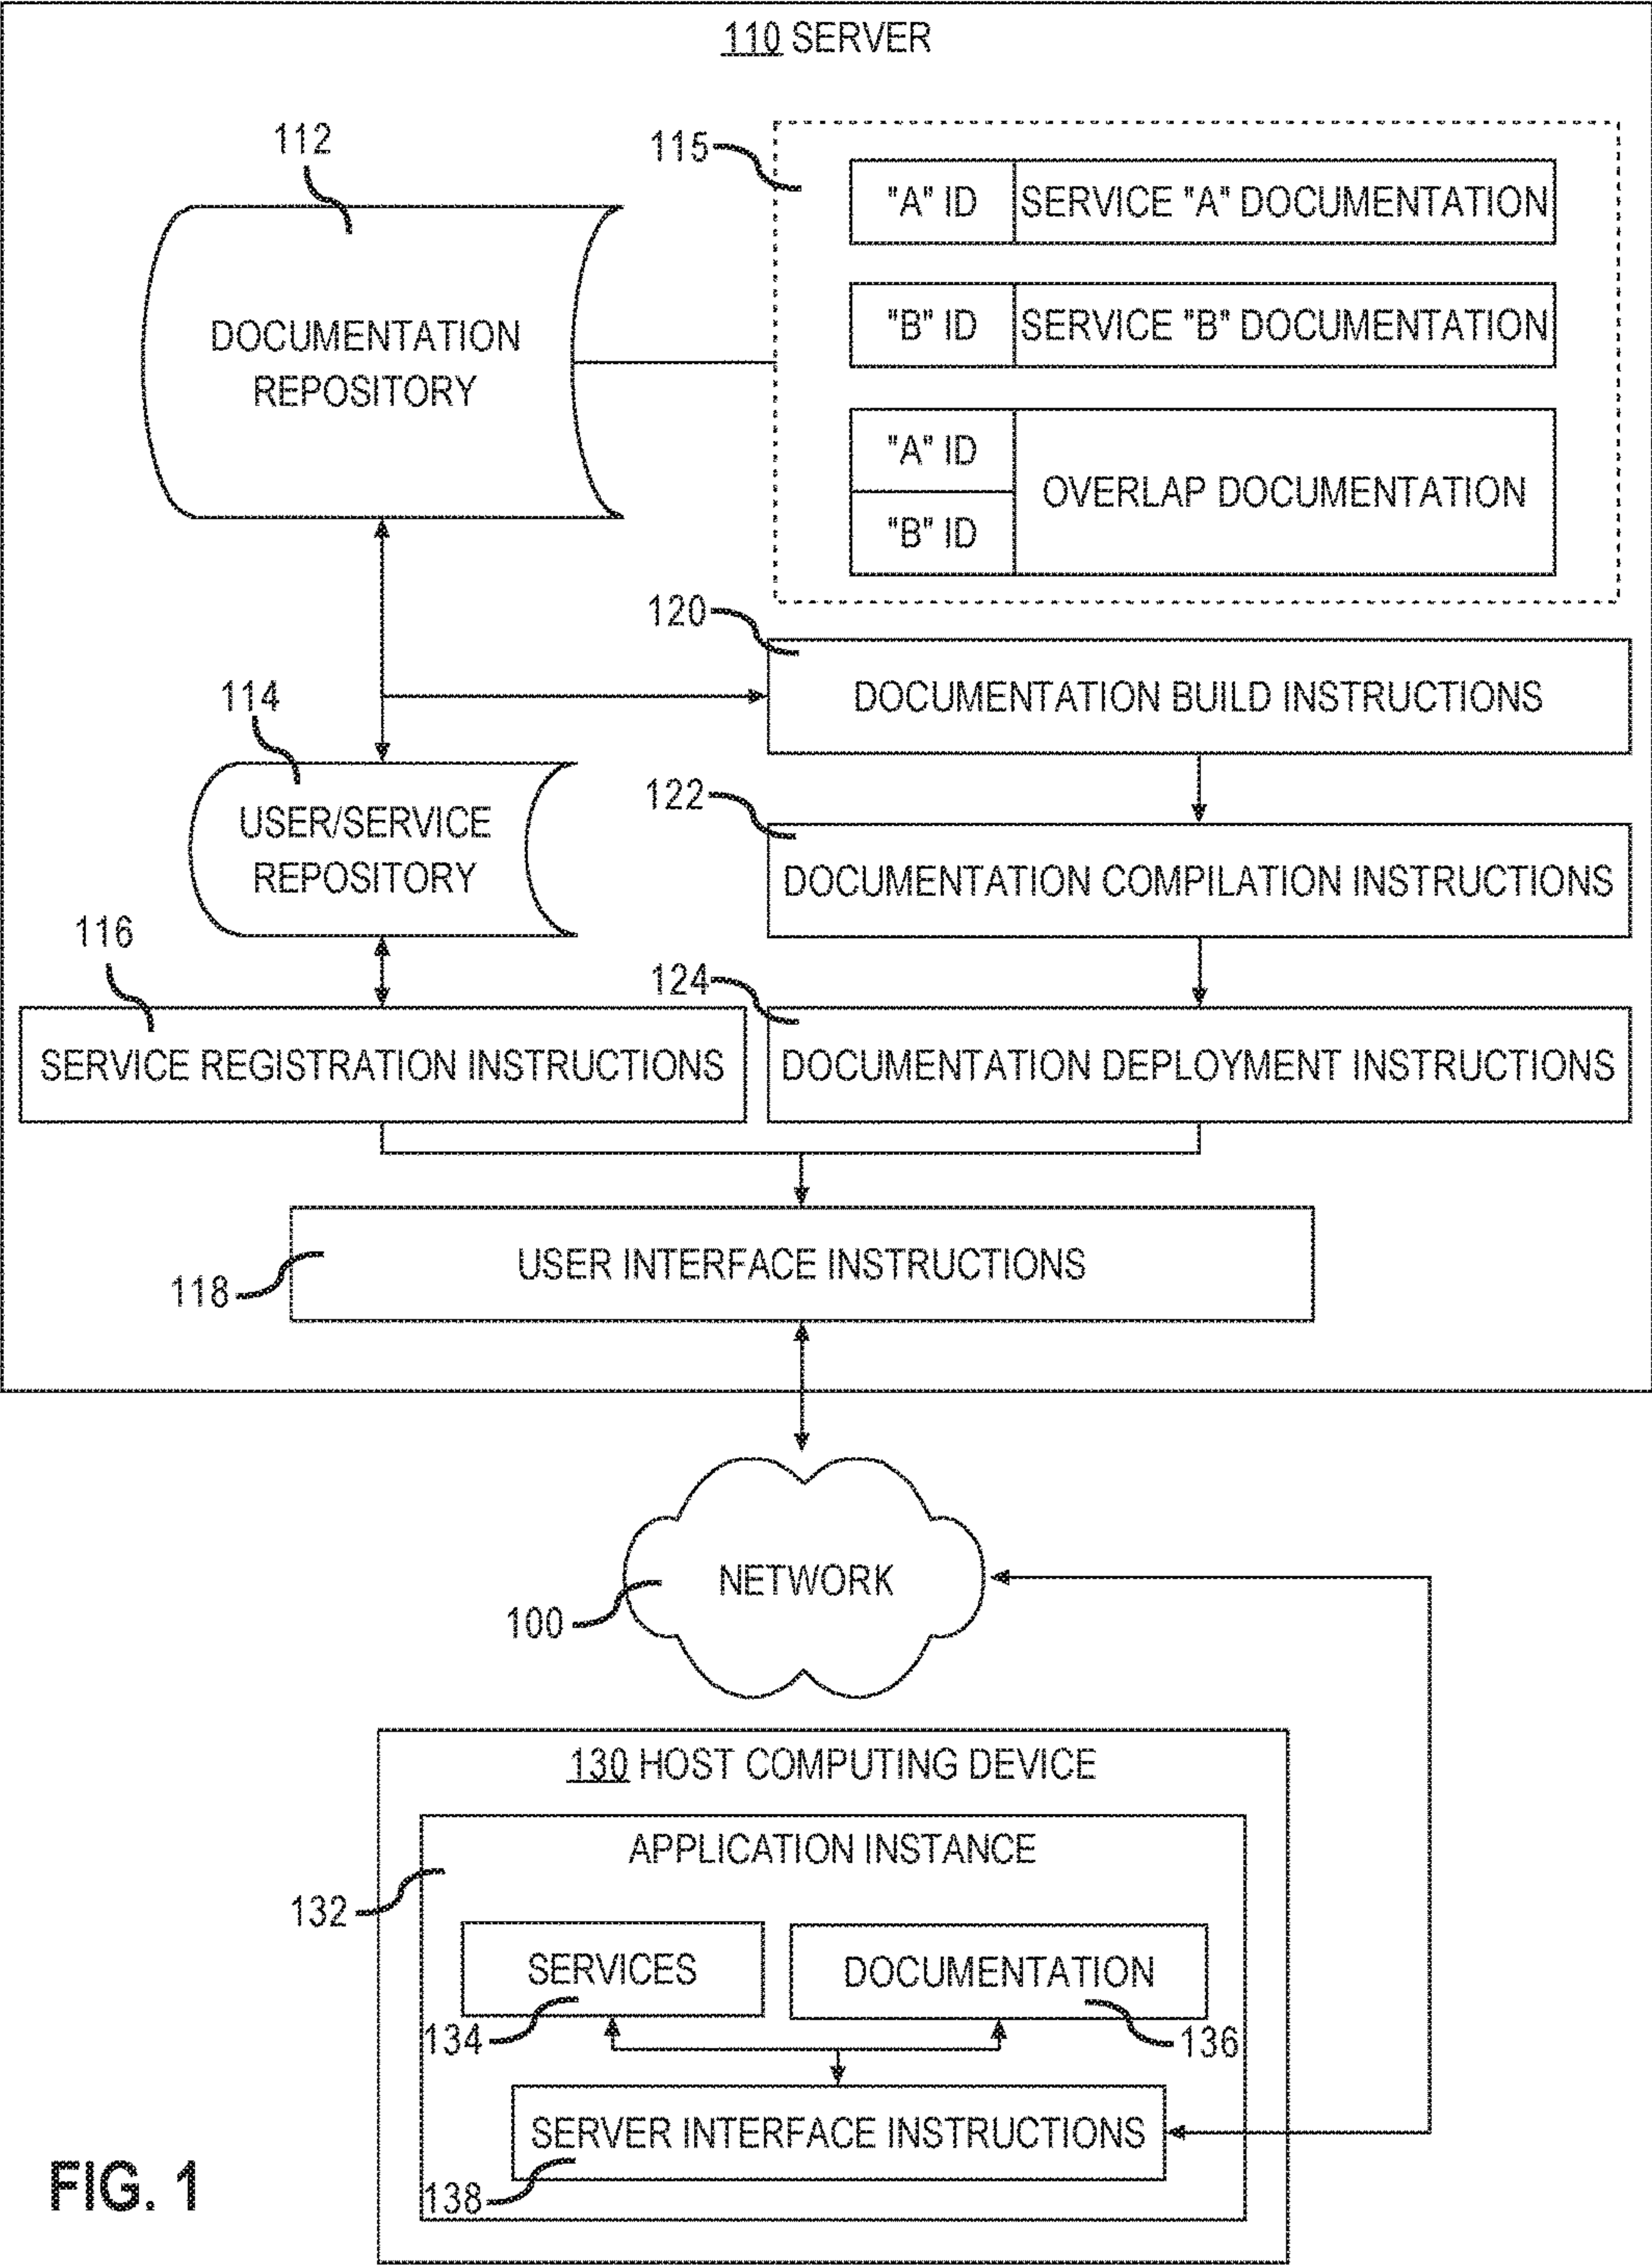 110 SERVER
112
115
"A" ID
SERVICE "A" DOCUMENTATION
"B" ID
SERVICE "B" DOCUMENTATION
DOCUMENTATION
REPOSITORY
"A" ID
"B" ID
OVERLAP DOCUMENTATION
120
DOCUMENTATION BUILD INSTRUCTIONS
114
USER/SERVICE
REPOSITORY
122
DOCUMENTATION COMPILATION INSTRUCTIONS
116
SERVICE REGISTRATION INSTRUCTIONS
124
DOCUMENTATION DEPLOYMENT INSTRUCTIONS
USER INTERFACE INSTRUCTIONS
118
NETWORK
100
130 HOST COMPUTING DEVICE
APPLICATION INSTANCE
132
SERVICES
DOCUMENTATION
134
136
SERVER INTERFACE INSTRUCTIONS
138
FIG. 1